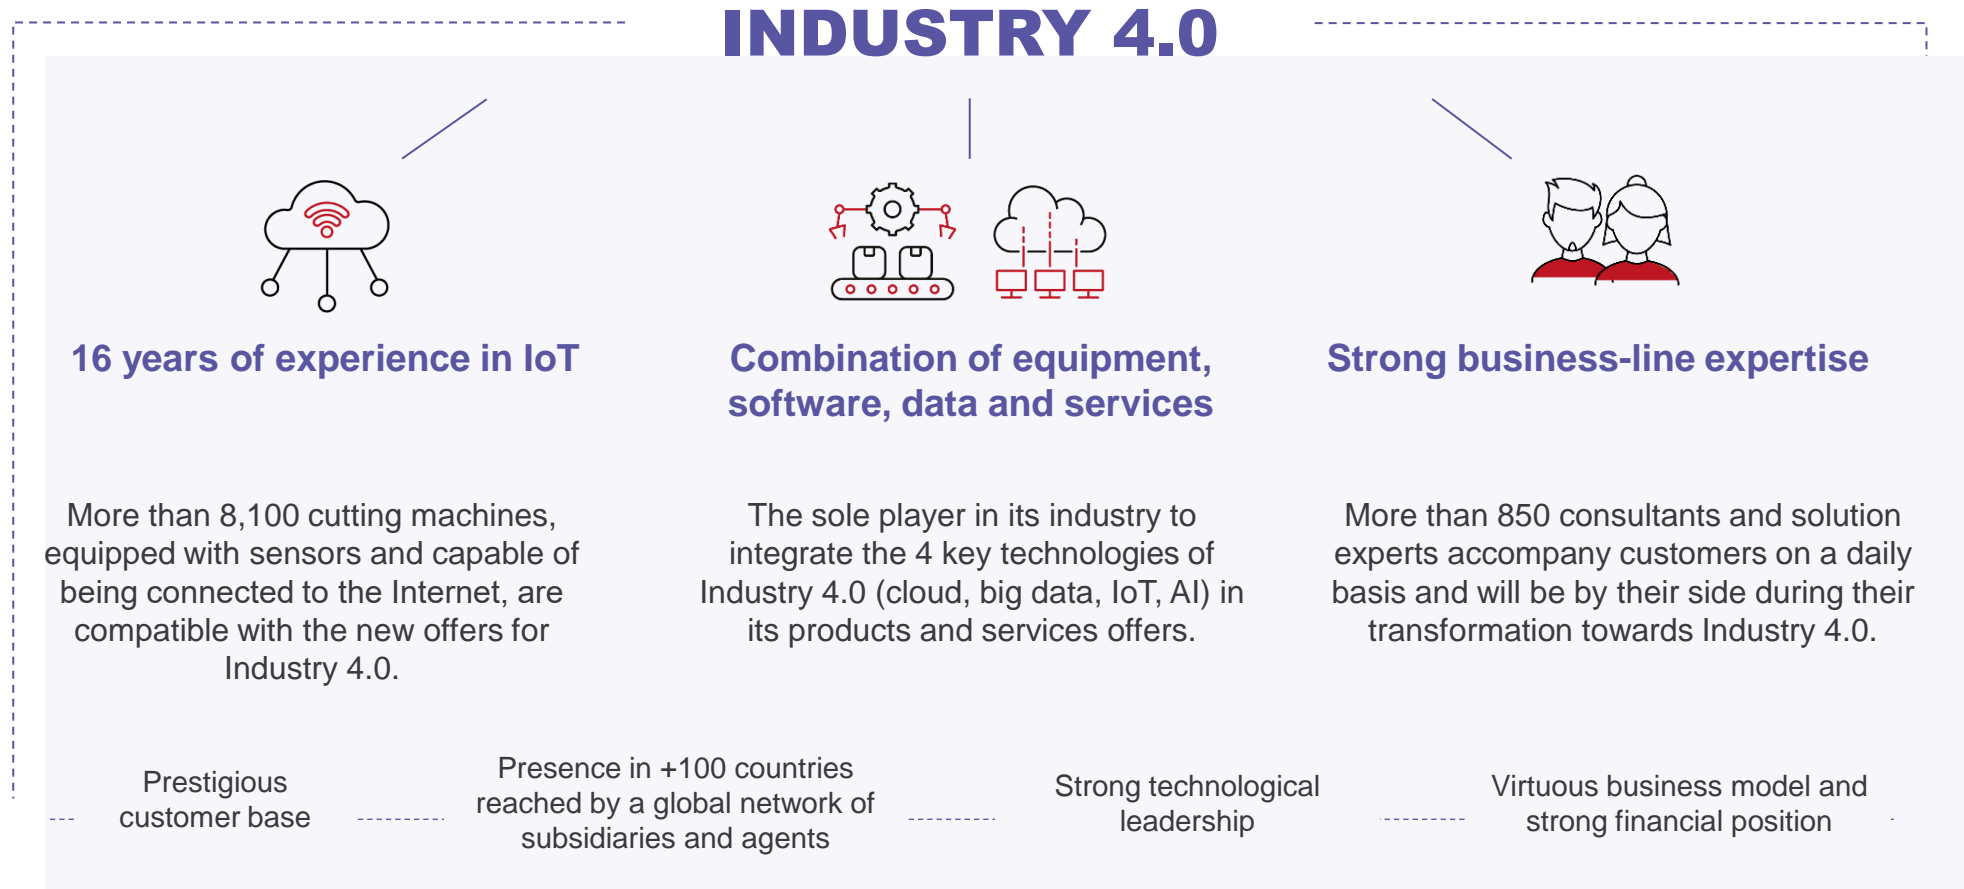 INDUSTRY 4.0
16 years of experience in IoT
Combination of equipment,
software, data and services
Strong business-line expertise
More than 8,100 cutting machines,
equipped with sensors and capable of
being connected to the Internet, are
compatible with the new offers for
Industry 4.0.
The sole player in its industry to
integrate the 4 key technologies of
Industry 4.0 (cloud, big data, IoT, AI) in
its products and services offers.
More than 850 consultants and solution
experts accompany customers on a daily
basis and will be by their side during their
transformation towards Industry 4.0.
Prestigious
customer base
Presence in +100 countries
reached by a global network of
subsidiaries and agents
Strong technological
leadership
Virtuous business model and
strong financial position